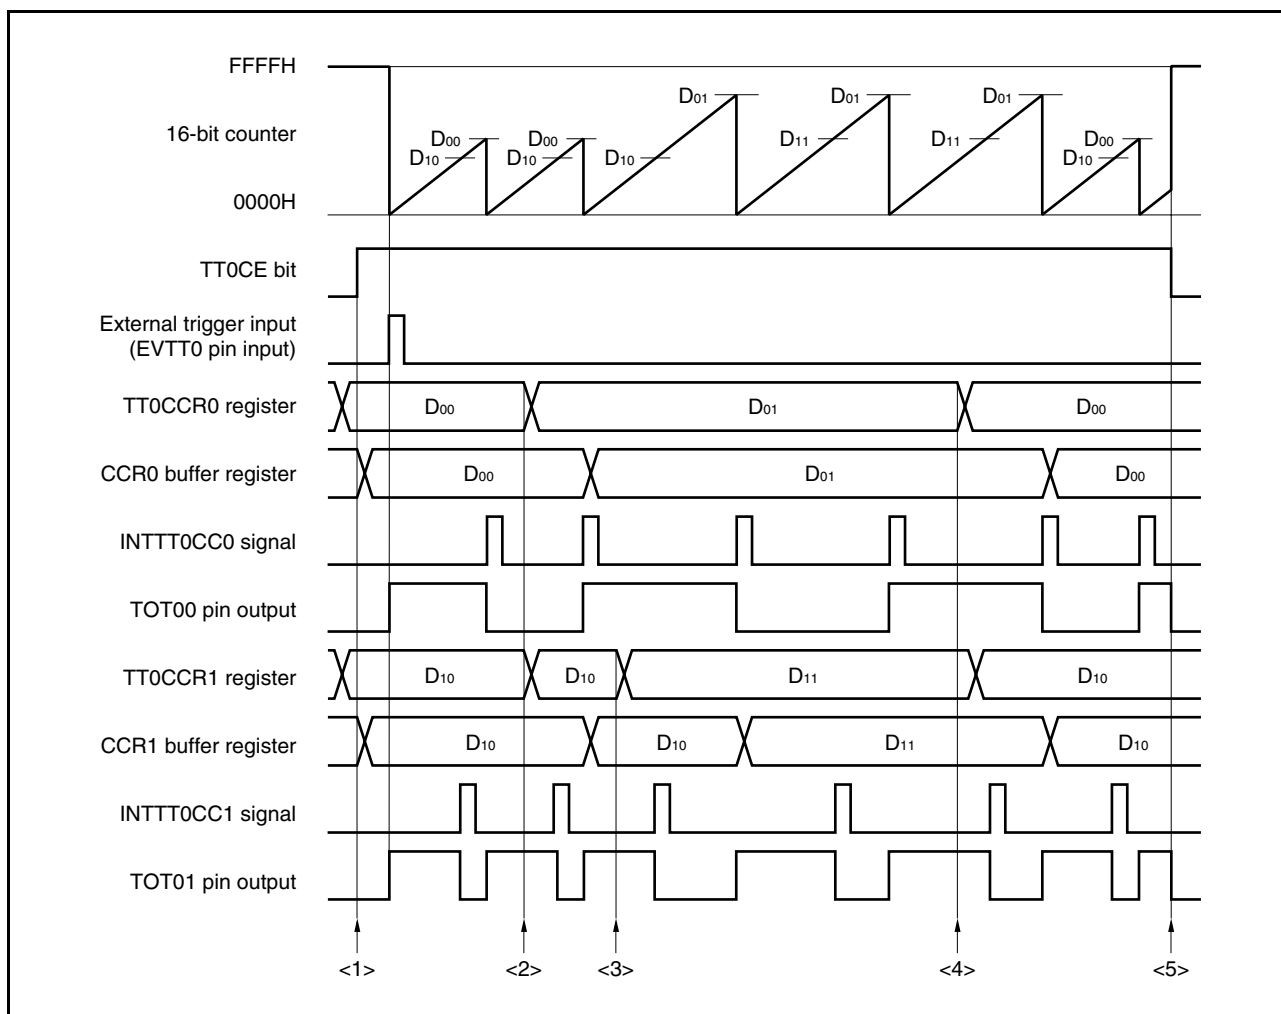 FFFFH
16-bit counter
0000H
D01 D01 D01
D00 D00 D11 D11 D00
D10 D10 D10 D10
TT0CE bit
External trigger input
(EVTT0 pin input)
TT0CCR0 register D00 D01 D00
CCR0 buffer register D00 D01 D00
INTTT0CC0 signal
TOT00 pin output
TT0CCR1 register D10 D10 D11 D10
CCR1 buffer register D10 D10 D11 D10
INTTT0CC1 signal
TOT01 pin output
<1> <2> <3> <4> <5>